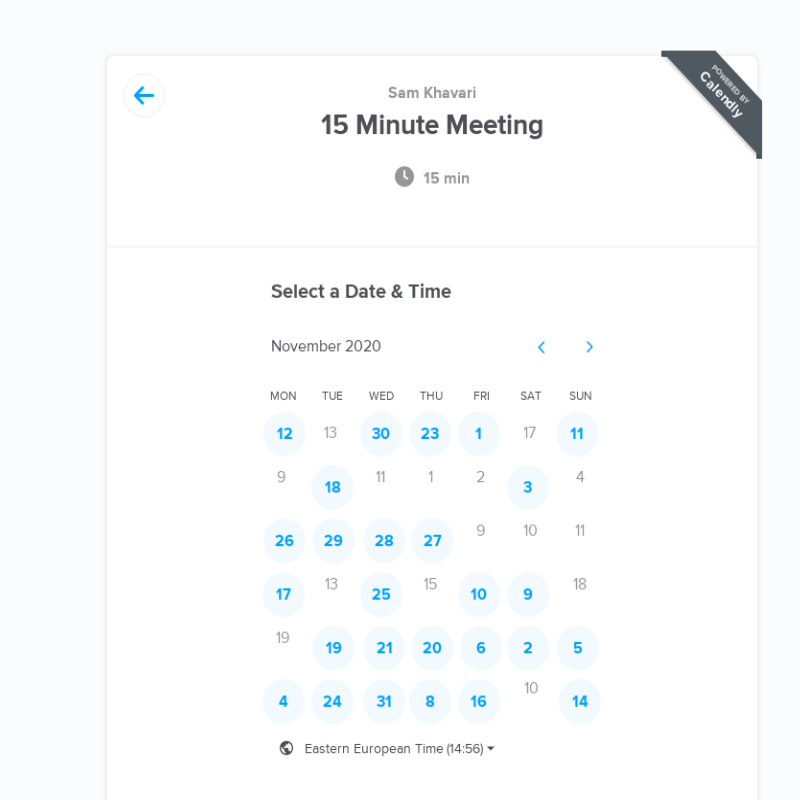 POWERED BY
Calendly
Sam Khavari
15 Minute Meeting
15 min
Select a Date & Time
November 2020
MON TUE WED THU FRI SAT SUN
12 13 30 23 1 17 11
9 18 11 1 2 3 4
26 29 28 27 9 10 11
17 13 25 15 10 9 18
19 19 21 20 6 2 5
4 24 31 8 16 10 14
Eastern European Time (14:56)